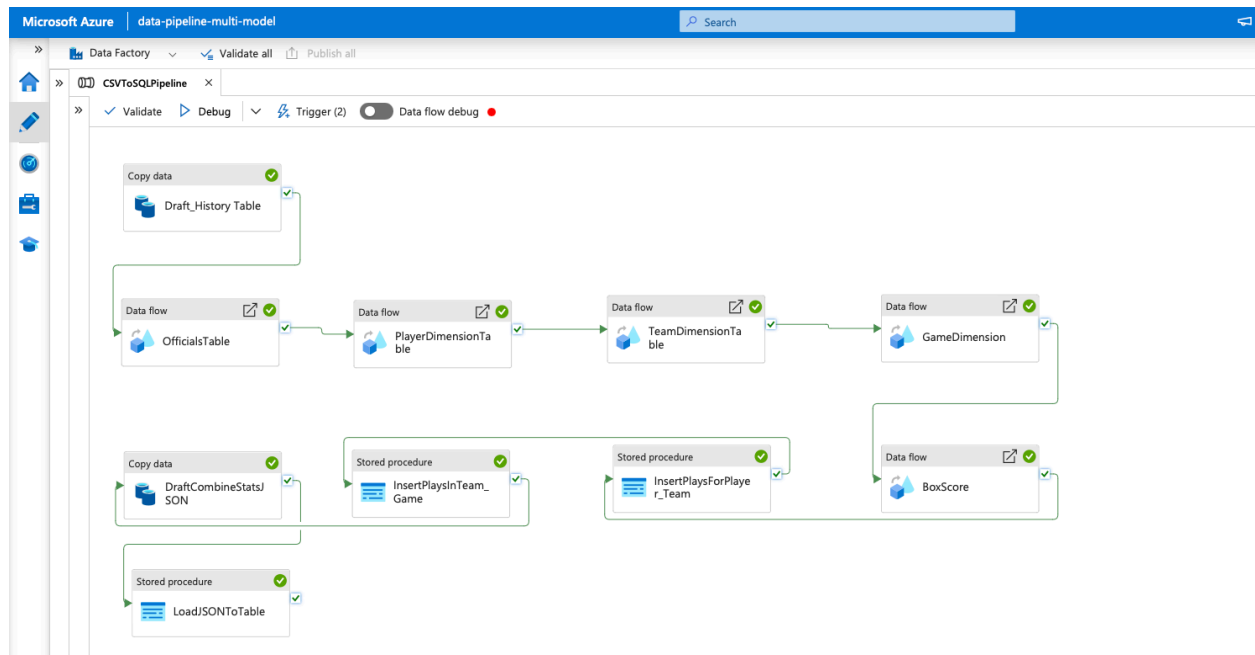 Microsoft Azure data-pipeline-multi-model Search
Data Factory Validate all Publish all
CSVToSQLPipeline
Validate Debug Trigger (2) Data flow debug
Copy data
Draft_History Table
Data flow
OfficialsTable
Data flow
PlayerDimensionTa
ble
Data flow
TeamDimensionTa
ble
Data flow
GameDimension
Copy data
DraftCombineStatsJ
SON
Stored procedure
InsertPlaysInTeam_
Game
Stored procedure
InsertPlaysForPlaye
r_Team
Data flow
BoxScore
Stored procedure
LoadJSONToTable